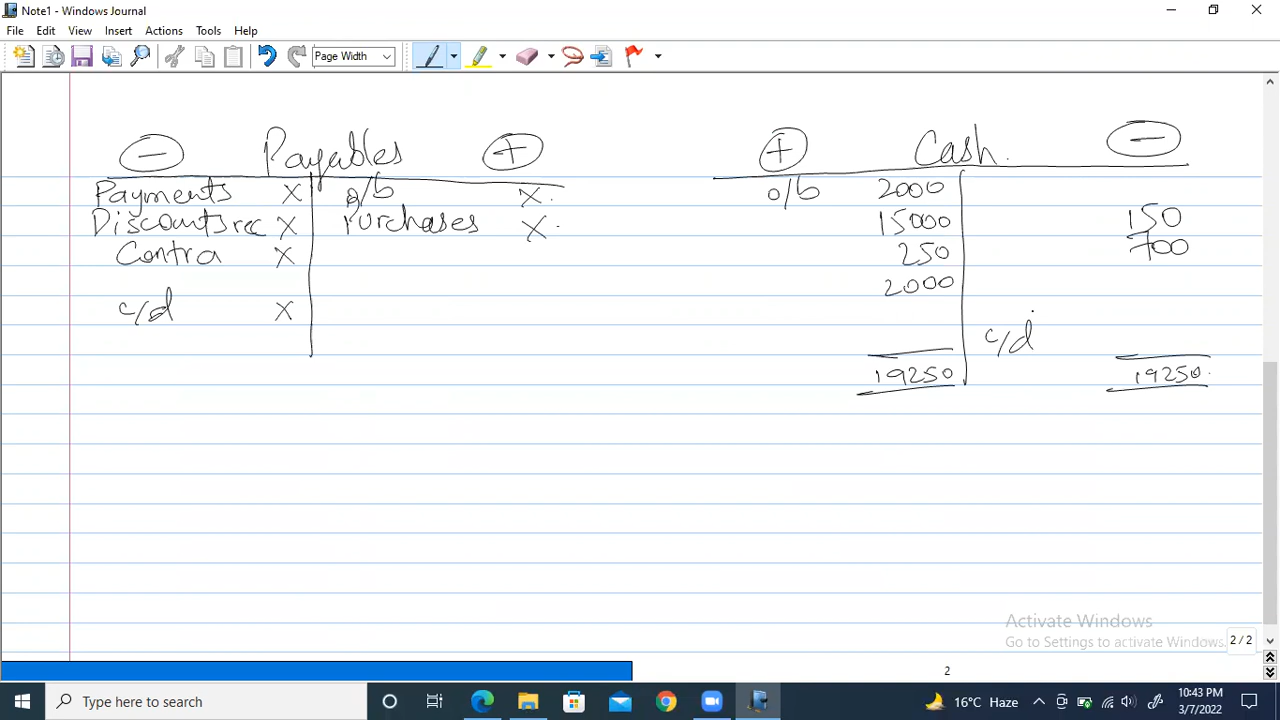 Note1 - Windows Journal
File Edit View Insert Actions Tools Help
Page Width
− Payables +
Payments X o/b X.
Discounts rec X Purchases X.
Contra X
c/d X
+ Cash. −
o/b 2000
15000 150
250 700
2000
c/d
19250 19250.
Activate Windows
Go to Settings to activate Windows.
2 / 2
2
Type here to search
16°C Haze
10:43 PM
3/7/2022